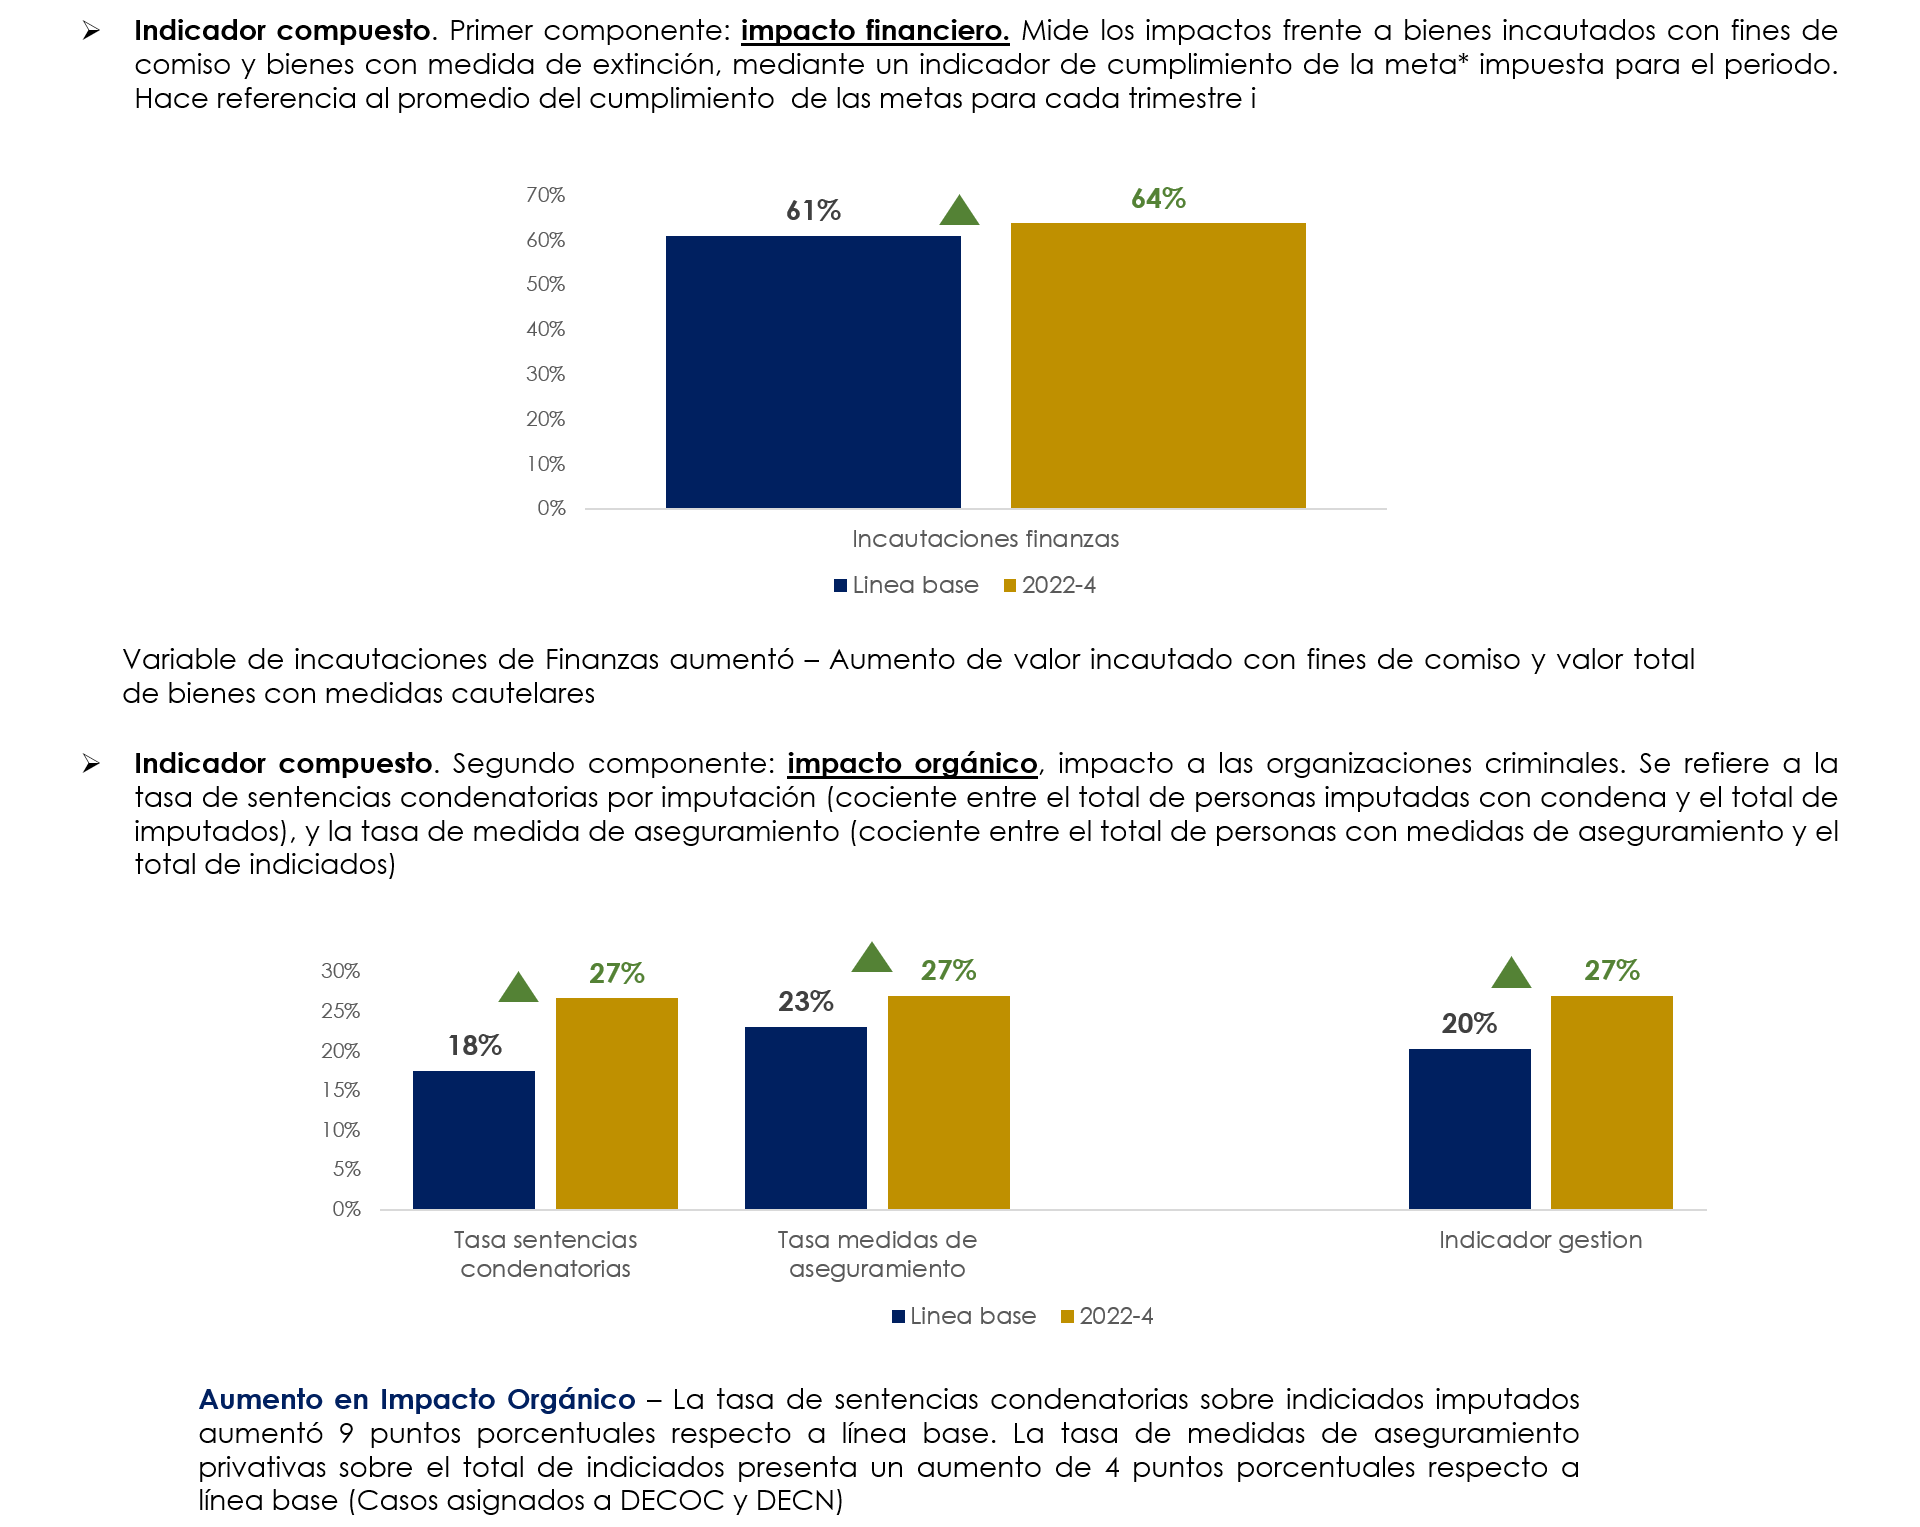 ➢ Indicador compuesto. Primer componente: impacto financiero. Mide los impactos frente a bienes incautados con fines de
comiso y bienes con medida de extinción, mediante un indicador de cumplimiento de la meta* impuesta para el periodo.
Hace referencia al promedio del cumplimiento  de las metas para cada trimestre i
70%
60%
50%
40%
30%
20%
10%
0%
61%
64%
Incautaciones finanzas
Linea base 2022-4
Variable de incautaciones de Finanzas aumentó – Aumento de valor incautado con fines de comiso y valor total
de bienes con medidas cautelares
➢ Indicador compuesto. Segundo componente: impacto orgánico, impacto a las organizaciones criminales. Se refiere a la
tasa de sentencias condenatorias por imputación (cociente entre el total de personas imputadas con condena y el total de
imputados), y la tasa de medida de aseguramiento (cociente entre el total de personas con medidas de aseguramiento y el
total de indiciados)
30%
25%
20%
15%
10%
5%
0%
18%
27%
23%
27%
20%
27%
Tasa sentencias
condenatorias
Tasa medidas de
aseguramiento
Indicador gestion
Linea base 2022-4
Aumento en Impacto Orgánico – La tasa de sentencias condenatorias sobre indiciados imputados
aumentó 9 puntos porcentuales respecto a línea base. La tasa de medidas de aseguramiento
privativas sobre el total de indiciados presenta un aumento de 4 puntos porcentuales respecto a
línea base (Casos asignados a DECOC y DECN)